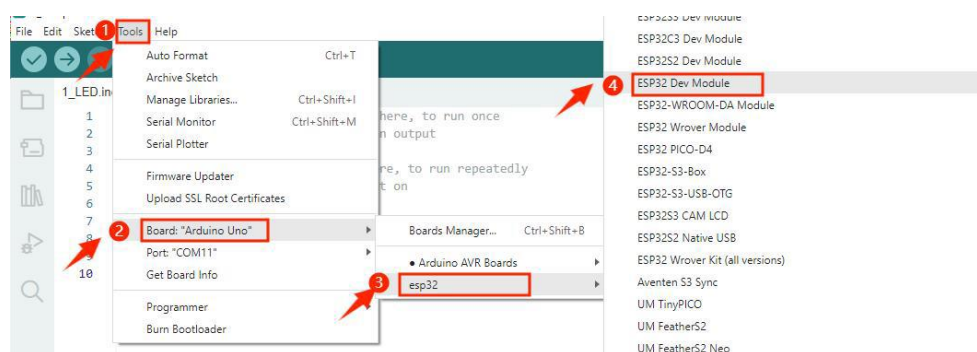 File Edit Sket 1 Tools Help
Auto Format Ctrl+T
Archive Sketch
1_LED.in
Manage Libraries... Ctrl+Shift+I
Serial Monitor Ctrl+Shift+M
Serial Plotter
Firmware Updater
Upload SSL Root Certificates
2 Board: "Arduino Uno"
Port: "COM11"
Get Board Info
Programmer
Burn Bootloader
1
2
3
4
5
6
7
8
9
10
here, to run once
n output
re, to run repeatedly
t on
Boards Manager... Ctrl+Shift+B
• Arduino AVR Boards
3 esp32
ESP32S3 Dev Module
ESP32C3 Dev Module
ESP32S2 Dev Module
4 ESP32 Dev Module
ESP32-WROOM-DA Module
ESP32 Wrover Module
ESP32 PICO-D4
ESP32-S3-Box
ESP32-S3-USB-OTG
ESP32S3 CAM LCD
ESP32S2 Native USB
ESP32 Wrover Kit (all versions)
Aventen S3 Sync
UM TinyPICO
UM FeatherS2
UM FeatherS2 Neo